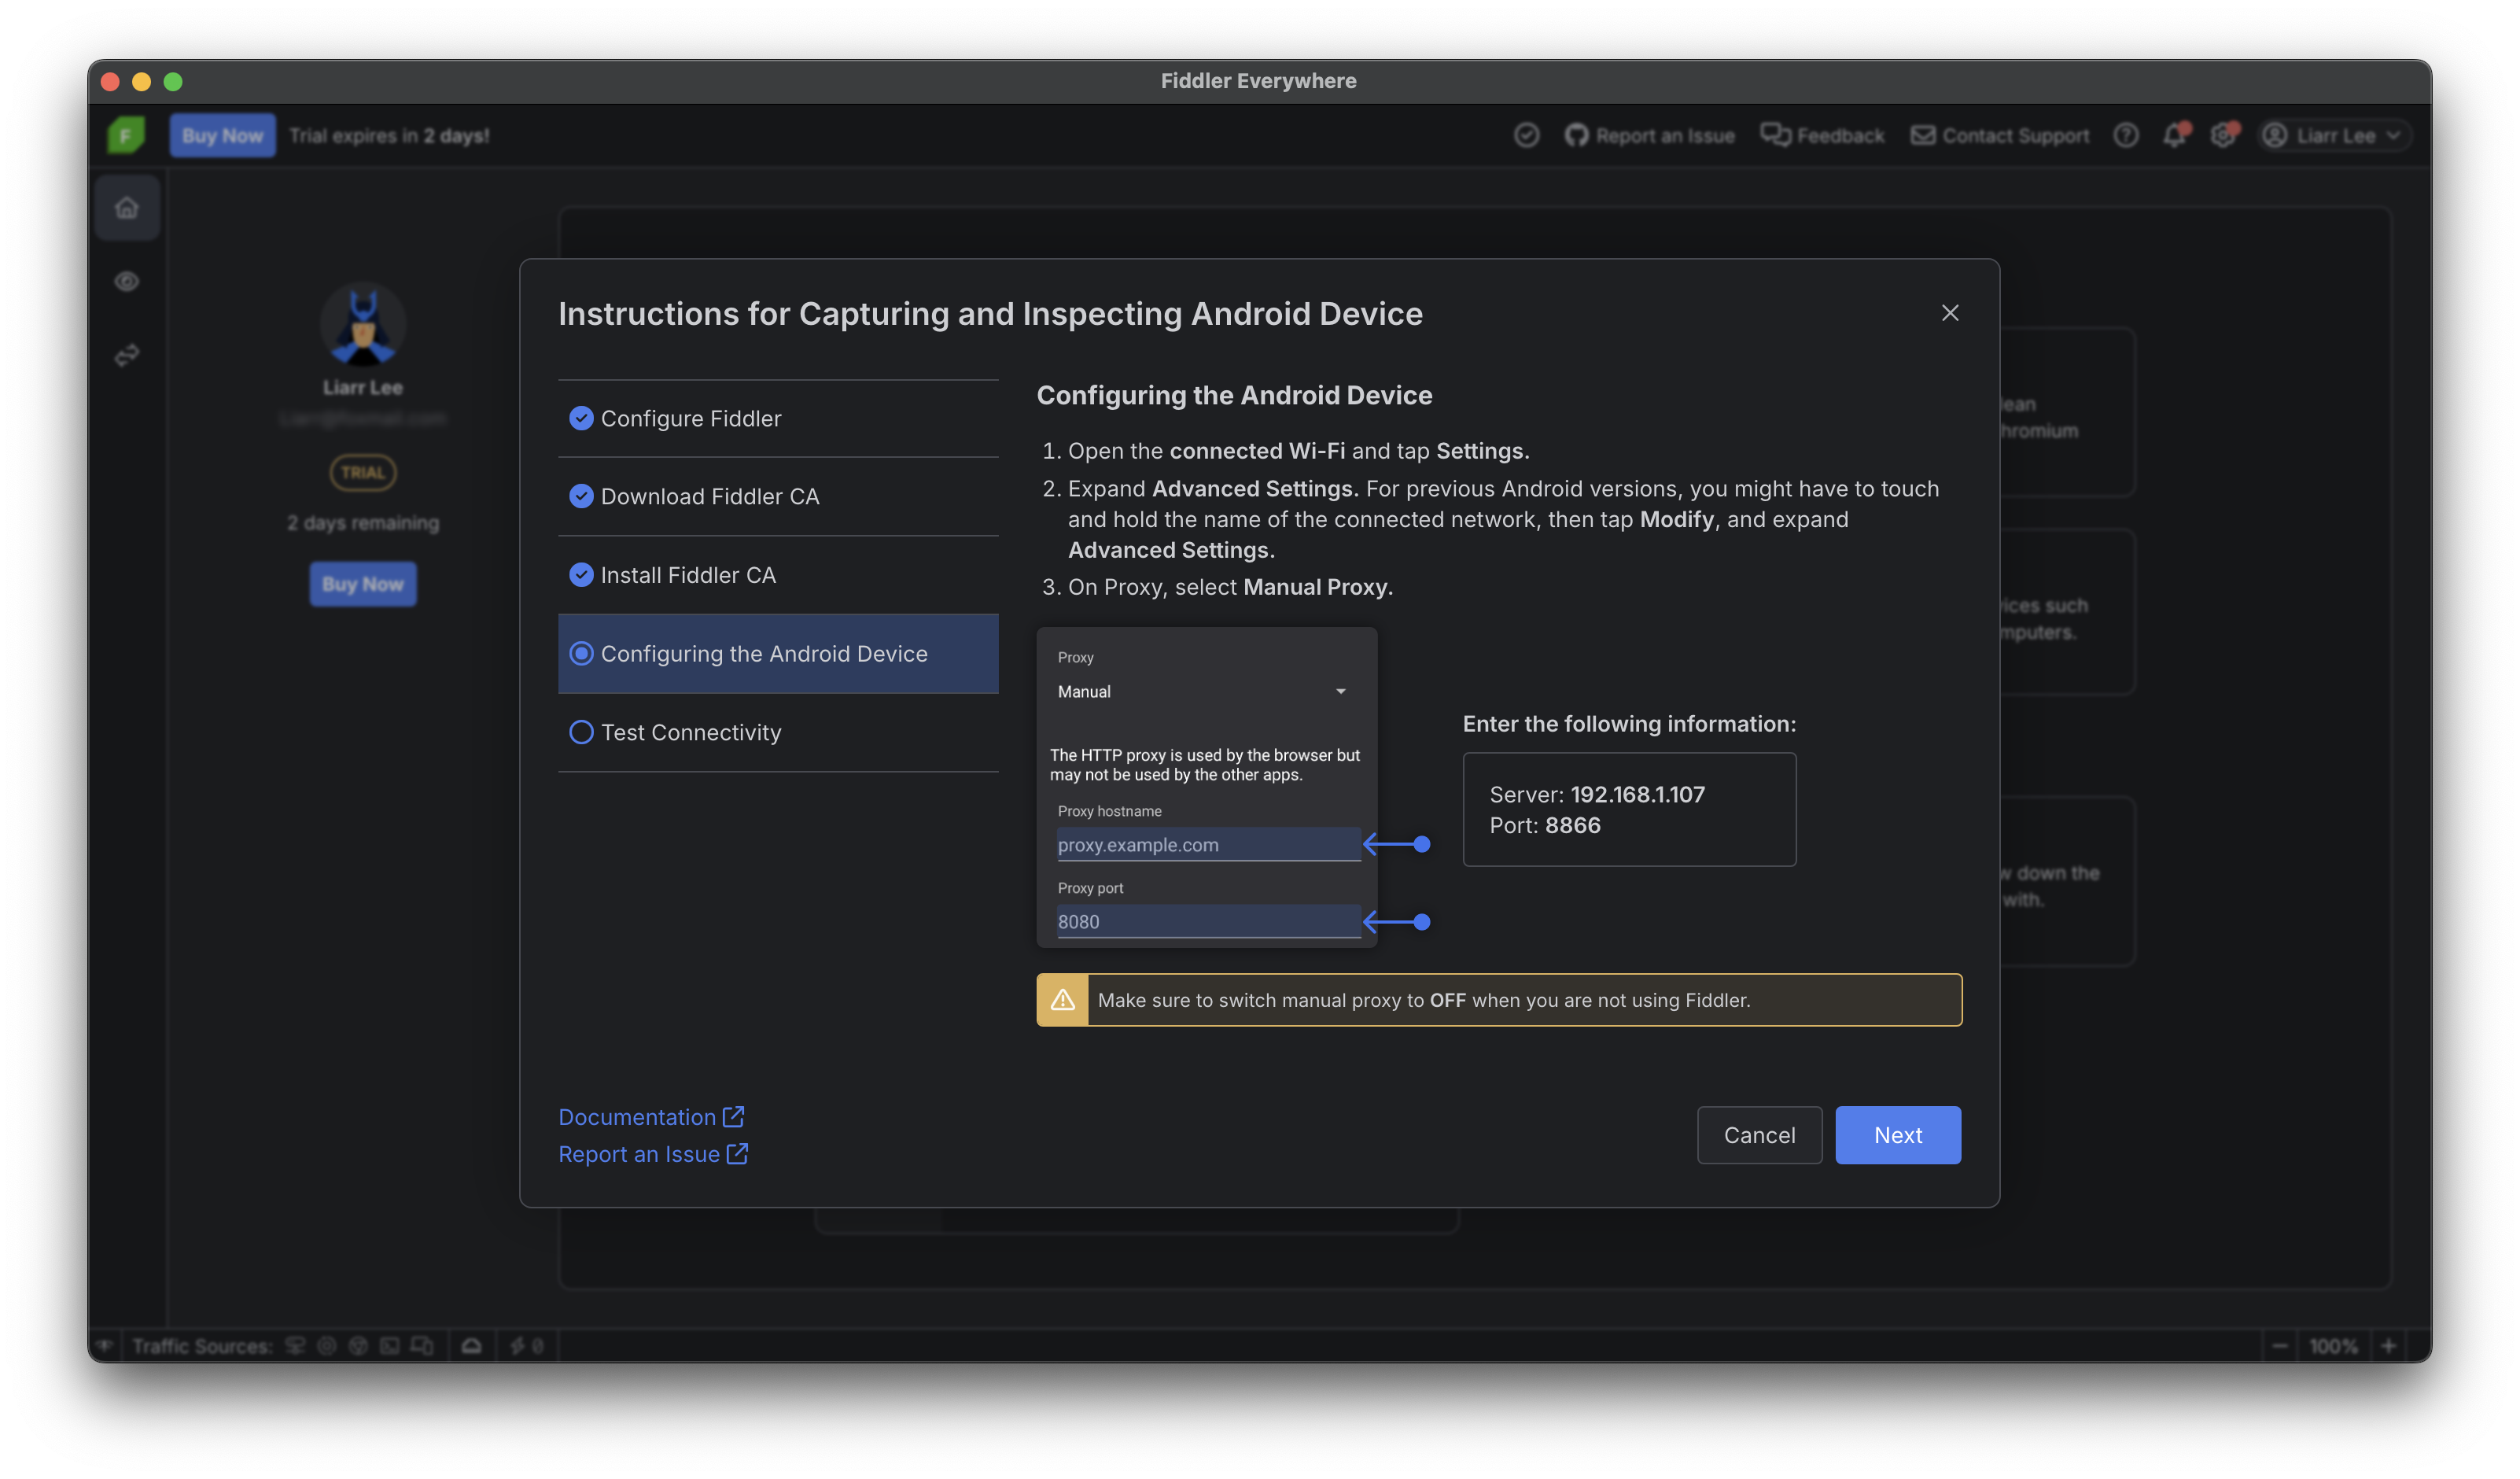 Fiddler Everywhere
F
Buy Now
Trial expires in 2 days!
Report an Issue
Feedback
Contact Support
Liarr Lee
Liarr Lee
TRIAL
2 days remaining
Buy Now
Instructions for Capturing and Inspecting Android Device
Configure Fiddler
Download Fiddler CA
Install Fiddler CA
Configuring the Android Device
Test Connectivity
Configuring the Android Device
1. Open the connected Wi-Fi and tap Settings.
2. Expand Advanced Settings. For previous Android versions, you might have to touch
and hold the name of the connected network, then tap Modify, and expand
Advanced Settings.
3. On Proxy, select Manual Proxy.
Proxy
Manual
The HTTP proxy is used by the browser but
may not be used by the other apps.
Proxy hostname
proxy.example.com
Proxy port
8080
Enter the following information:
Server: 192.168.1.107
Port: 8866
Make sure to switch manual proxy to OFF when you are not using Fiddler.
Documentation
Report an Issue
Cancel
Next
down the
with.
Traffic Sources:
0
100%